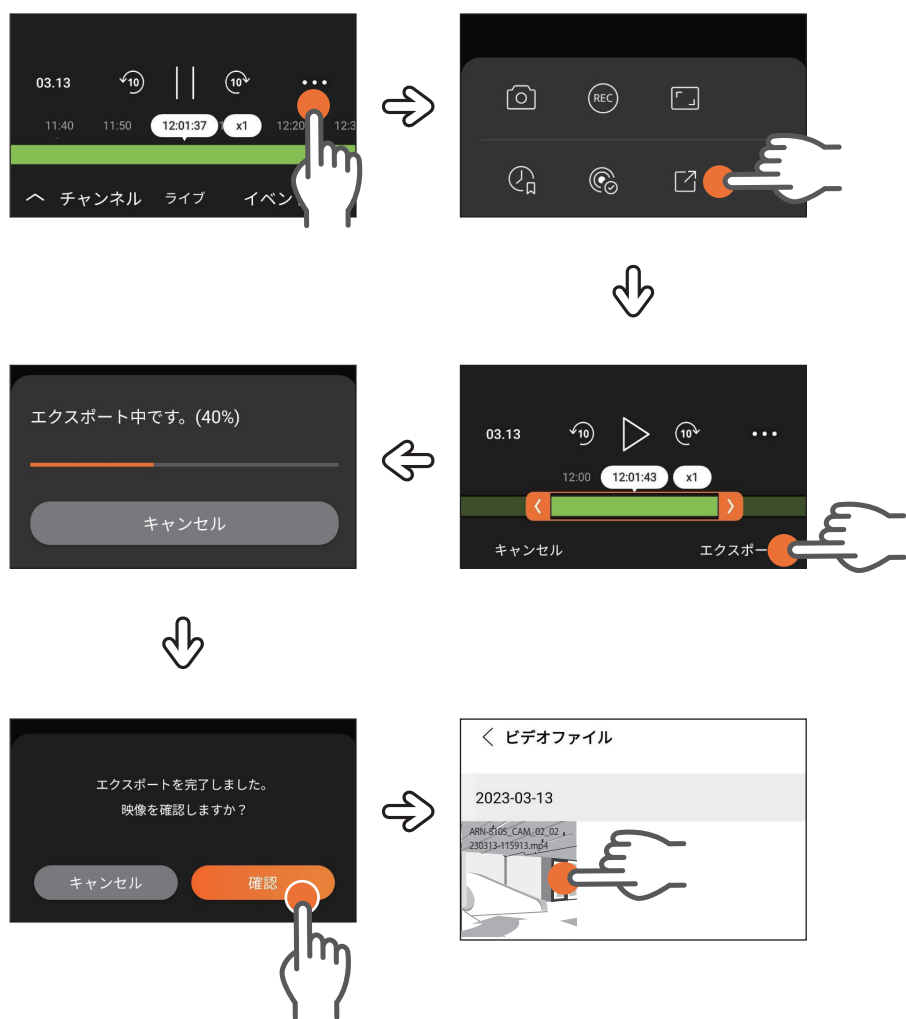 03.13
10
10
11:40 11:50 12:01:37 x1 12:20 12:3
チャンネル ライブ イベン
REC
03.13
10
10
12:00 12:01:43 x1
キャンセル エクスポー
エクスポート中です。(40%)
キャンセル
エクスポートを完了しました。
映像を確認しますか？
キャンセル 確認
ビデオファイル
2023-03-13
ARN-810S_CAM_02_02
230313-115913.mp4